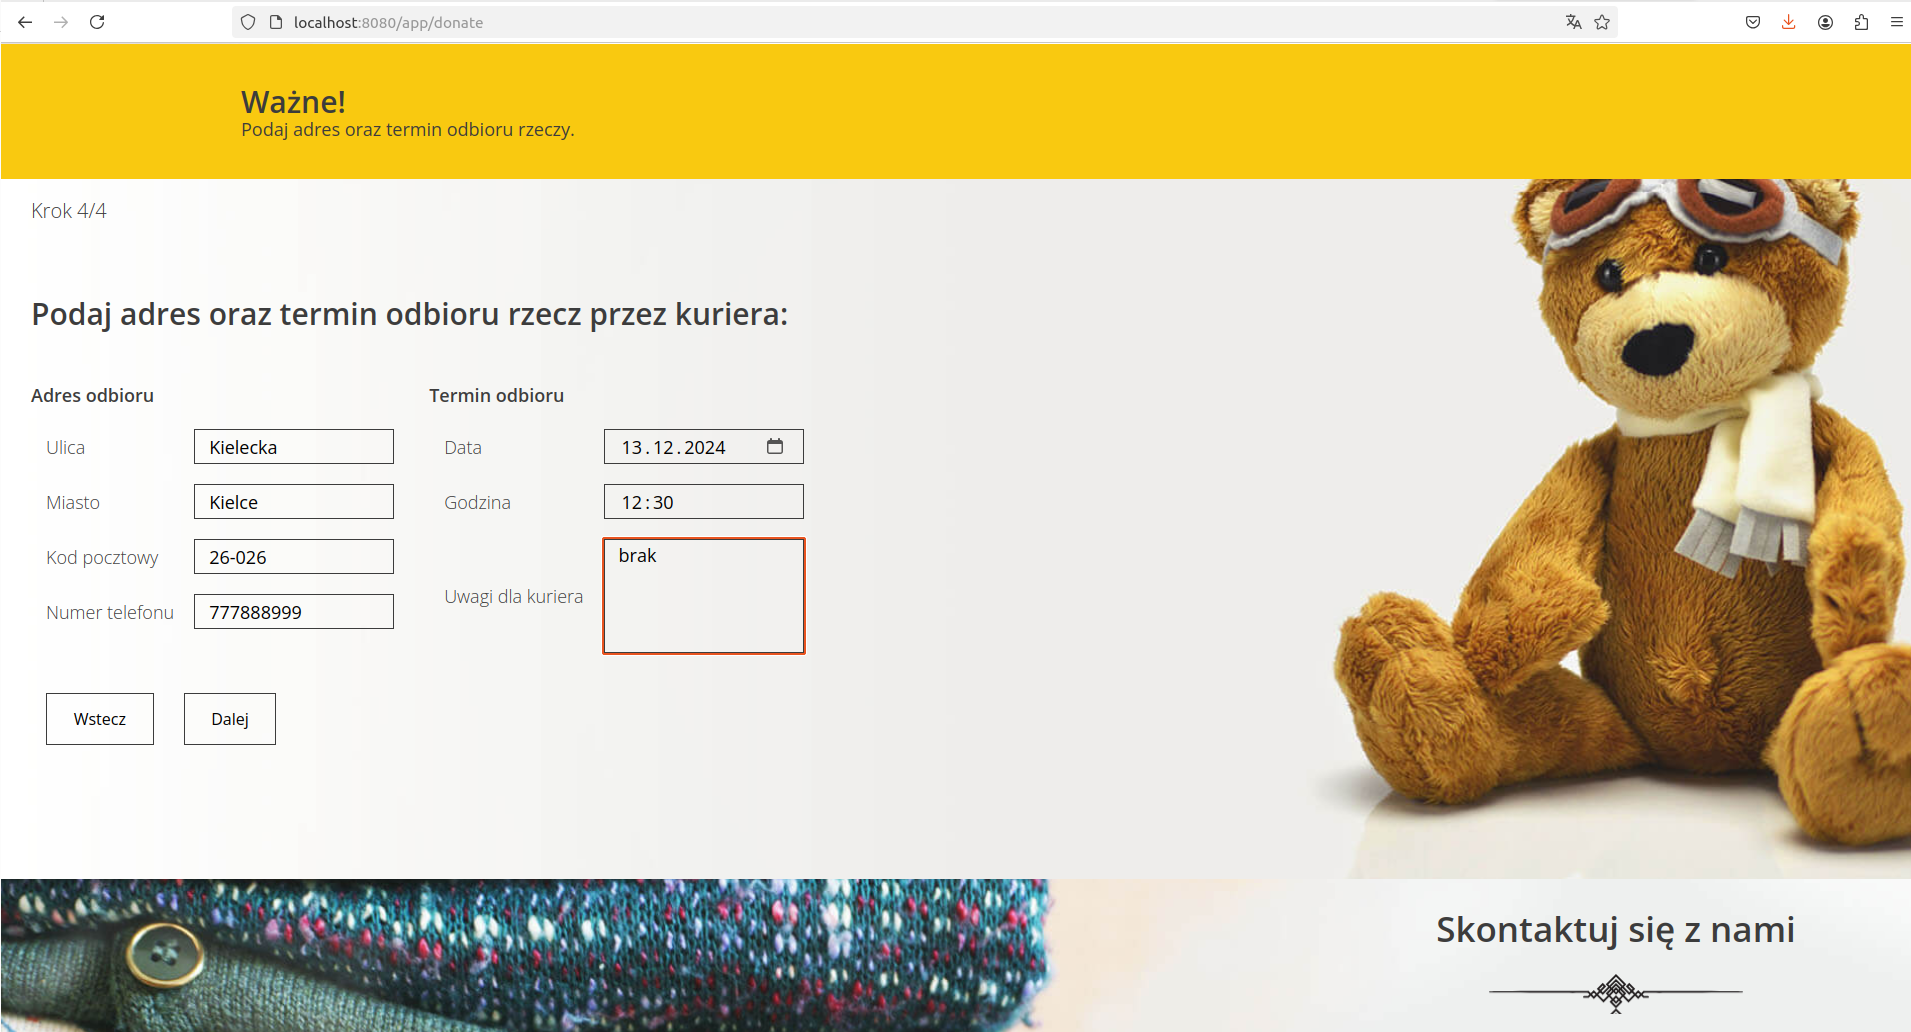 localhost:8080/app/donate
Ważne!
Podaj adres oraz termin odbioru rzeczy.
Krok 4/4
Podaj adres oraz termin odbioru rzecz przez kuriera:
Adres odbioru
Ulica Kielecka
Miasto Kielce
Kod pocztowy 26-026
Numer telefonu 777888999
Termin odbioru
Data 13.12.2024
Godzina 12:30
Uwagi dla kuriera brak
Wstecz Dalej
Skontaktuj się z nami